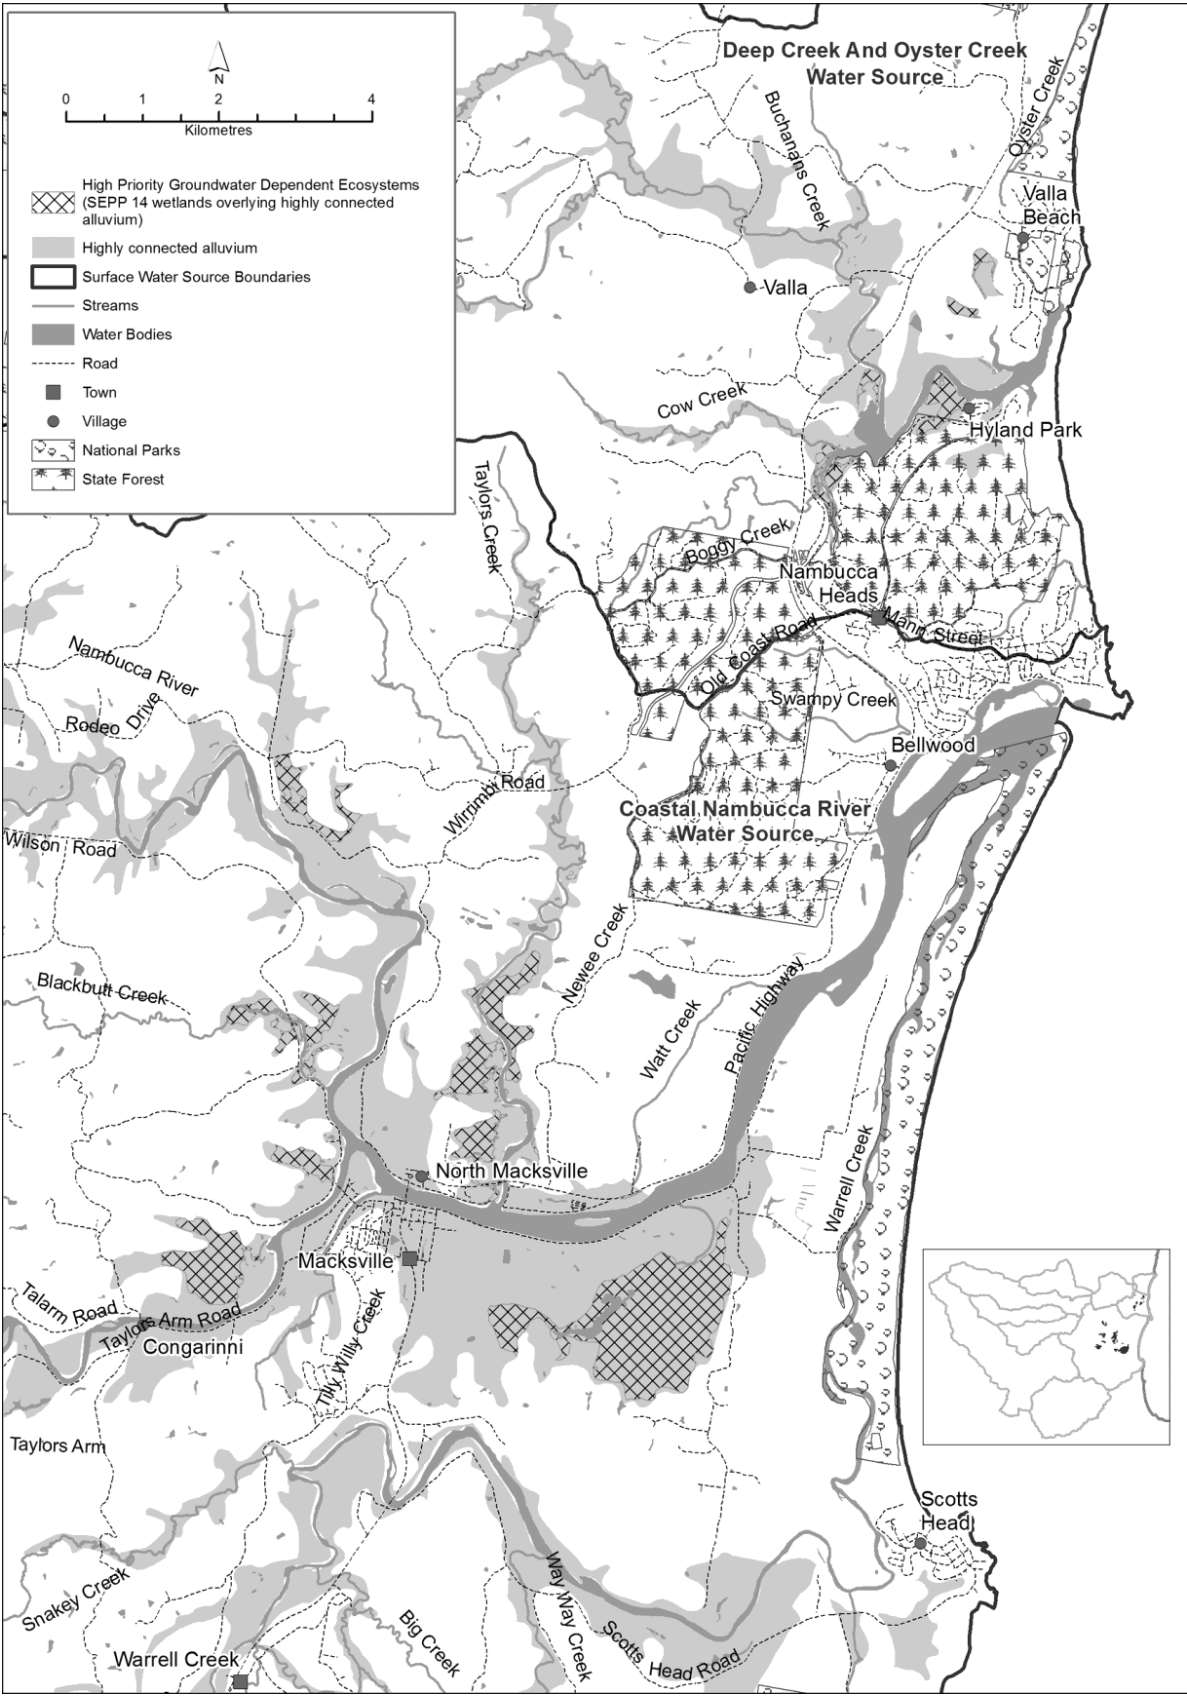 Deep Creek And Oyster Creek
Water Source
N
0 1 2 4
Kilometres
High Priority Groundwater Dependent Ecosystems
(SEPP 14 wetlands overlying highly connected
alluvium)
Highly connected alluvium
Surface Water Source Boundaries
Streams
Water Bodies
Road
Town
Village
National Parks
State Forest
Buchanans Creek
Oyster Creek
Valla
Beach
Valla
Cow Creek
Hyland Park
Taylors Creek
Boggy Creek
Nambucca
Heads
Mann Street
Old Coast Road
Nambucca River
Rodeo Drive
Swampy Creek
Bellwood
Wirrimbi Road
Coastal Nambucca River
Water Source
Wilson Road
Newee Creek
Blackbutt Creek
Watt Creek
Pacific Highway
Warrell Creek
North Macksville
Macksville
Talarm Road
Taylors Arm Road
Congarinni
Tilly Willy Creek
Taylors Arm
Scotts
Head
Snakey Creek
Way Way Creek
Big Creek
Scotts Head Road
Warrell Creek